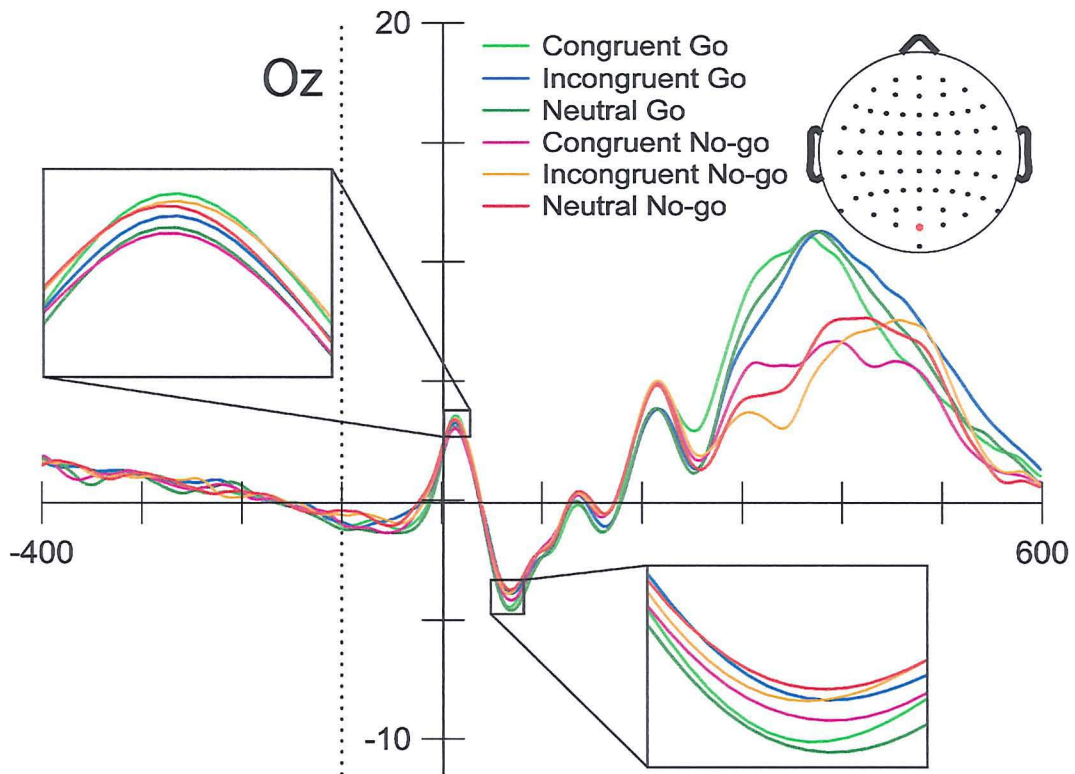 20
Oz
Congruent Go
Incongruent Go
Neutral Go
Congruent No-go
Incongruent No-go
Neutral No-go
-400
600
-10